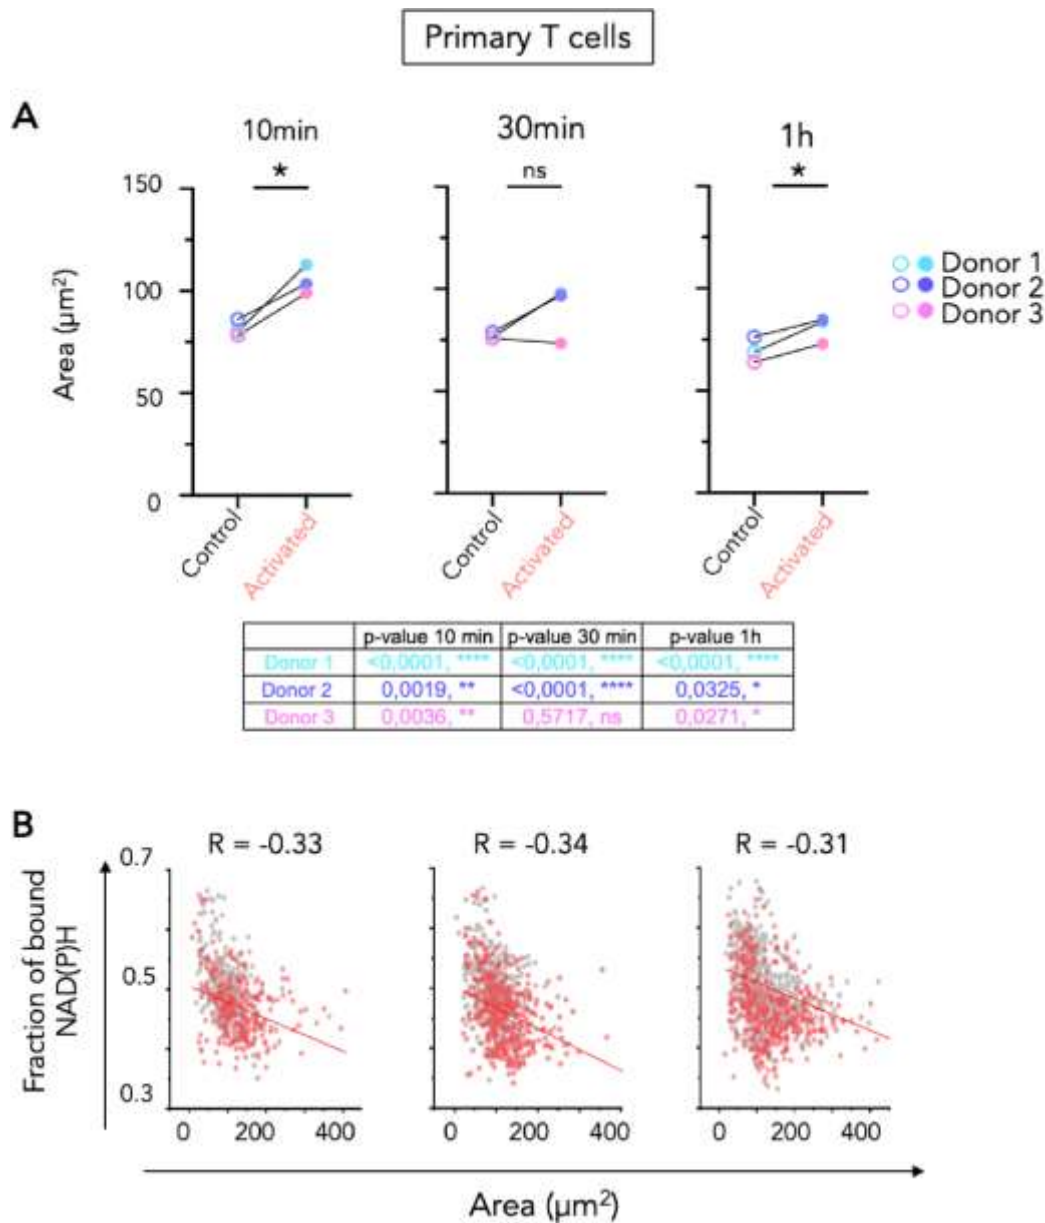 Primary T cells
A
10min
30min
1h
*
ns
*
150
100
50
0
Area (µm²)
Control
Activated
Control
Activated
Control
Activated
Donor 1
Donor 2
Donor 3
p-value 10 min p-value 30 min p-value 1h
Donor 1 <0,0001, **** <0,0001, **** <0,0001, ****
Donor 2 0,0019, ** <0,0001, **** 0,0325, *
Donor 3 0,0036, ** 0,5717, ns 0,0271, *
B
R = -0.33
R = -0.34
R = -0.31
Fraction of bound
NAD(P)H
0.7
0.5
0.3
0 200 400
0 200 400
0 200 400
Area (µm²)